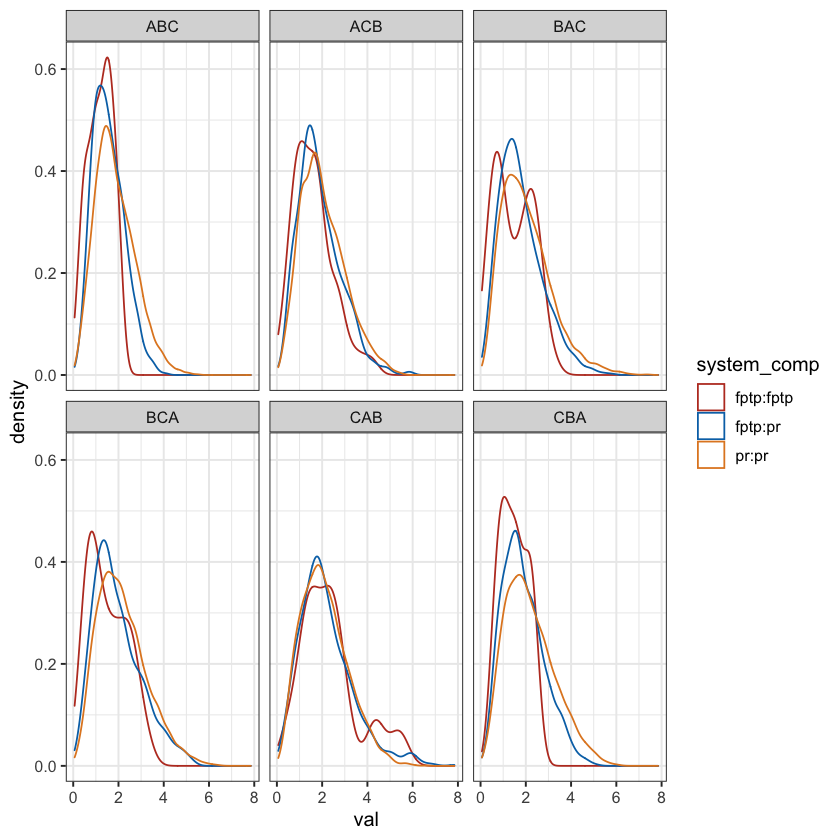 ABC ACB BAC
0.6
0.4
0.2
0.0
density
BCA CAB CBA
0.6
0.4
0.2
0.0
0 2 4 6 8 0 2 4 6 8 0 2 4 6 8
val
system_comp
fptp:fptp
fptp:pr
pr:pr